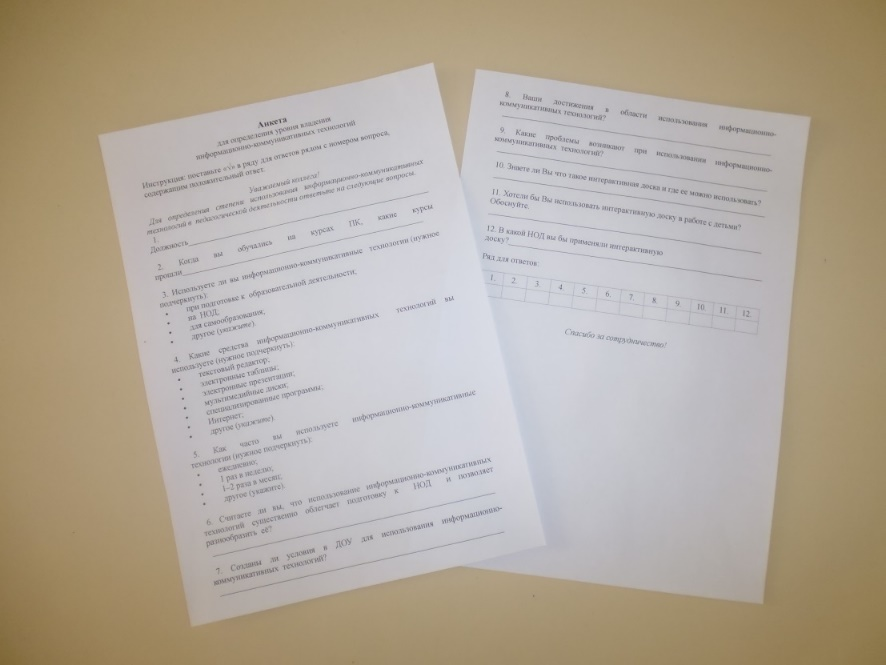 Анкета
для определения уровня владения
информационно-коммуникативных технологий
Инструкция: поставьте «√» в ряду для ответов рядом с номером вопроса,
содержащим положительный ответ.
Уважаемый коллега!
Для определения степени использования информационно-коммуникативных
технологий в педагогической деятельности ответьте на следующие вопросы.
1.
Должность
2. Когда вы обучались на курсах ПК, какие курсы
прошли
3. Используете ли вы информационно-коммуникативные технологии (нужное
подчеркнуть):
• при подготовке к образовательной деятельности;
• на НОД;
• для самообразования;
• другое (укажите).
4. Какие средства информационно-коммуникативных технологий вы
используете (нужное подчеркнуть):
• текстовый редактор;
• электронные таблицы;
• электронные презентации;
• мультимедийные диски;
• специализированные программы;
• Интернет;
• другое (укажите).
5. Как часто вы используете информационно-коммуникативные
технологии (нужное подчеркнуть):
• ежедневно;
• 1 раз в неделю;
• 1–2 раза в месяц;
• другое (укажите).
6. Считаете ли вы, что использование информационно-коммуникативных
технологий существенно облегчает подготовку к НОД и позволяет
разнообразить её?
7. Созданы ли условия в ДОУ для использования информационно-
коммуникативных технологий?
8. Ваши достижения в области использования информационно-
коммуникативных технологий?
9. Какие проблемы возникают при использовании информационно-
коммуникативных технологий?
10. Знаете ли Вы что такое интерактивная доска и где ее можно использовать?
11. Хотели бы Вы использовать интерактивную доску в работе с детьми?
Обоснуйте.
12. В какой НОД вы бы применяли интерактивную
доску?
Ряд для ответов:
1. 2. 3. 4. 5. 6. 7. 8. 9. 10. 11. 12.
Спасибо за сотрудничество!